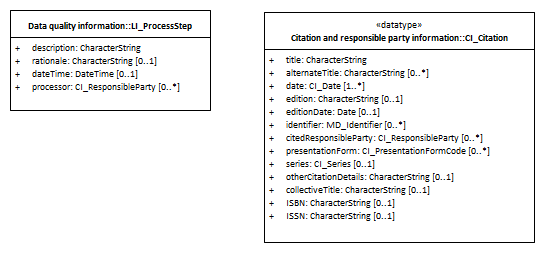 Data quality information::LI_ProcessStep
+ description: CharacterString
+ rationale: CharacterString [0..1]
+ dateTime: DateTime [0..1]
+ processor: CI_ResponsibleParty [0..*]
«datatype»
Citation and responsible party information::CI_Citation
+ title: CharacterString
+ alternateTitle: CharacterString [0..*]
+ date: CI_Date [1..*]
+ edition: CharacterString [0..1]
+ editionDate: Date [0..1]
+ identifier: MD_Identifier [0..*]
+ citedResponsibleParty: CI_ResponsibleParty [0..*]
+ presentationForm: CI_PresentationFormCode [0..*]
+ series: CI_Series [0..1]
+ otherCitationDetails: CharacterString [0..1]
+ collectiveTitle: CharacterString [0..1]
+ ISBN: CharacterString [0..1]
+ ISSN: CharacterString [0..1]